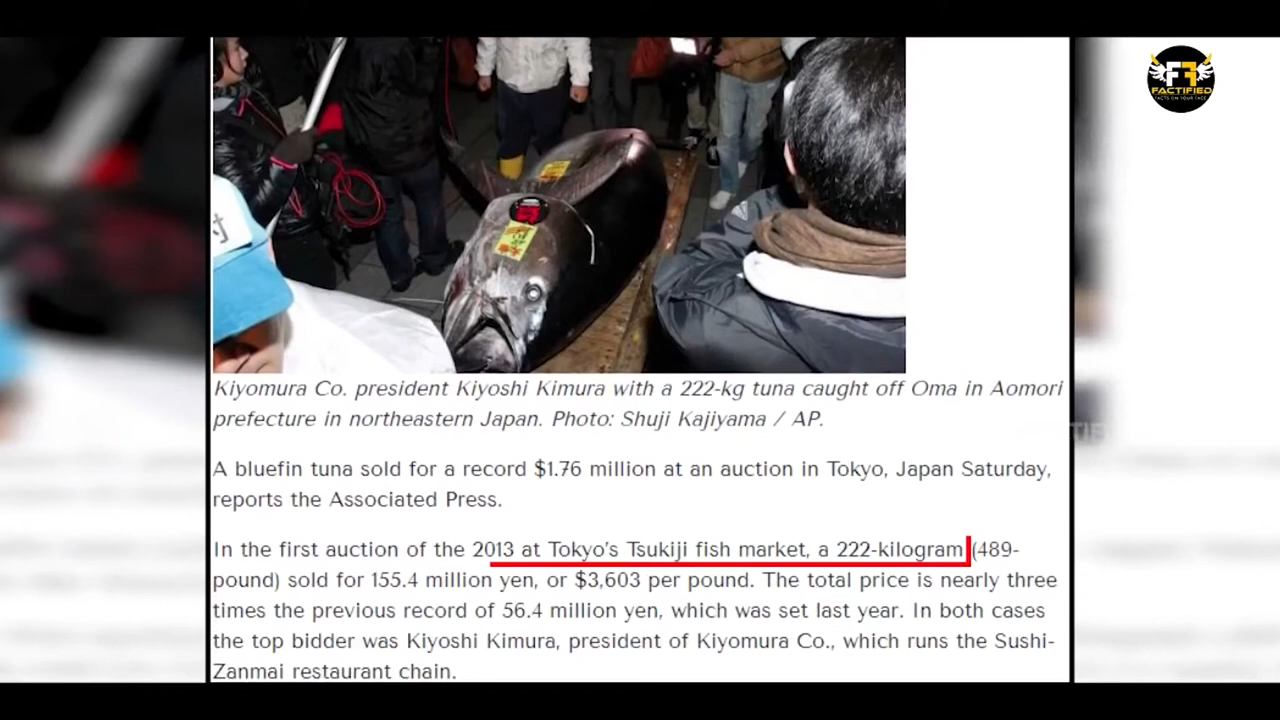 FF
FACTIFIED
FACTS ON YOUR FACE
Kiyomura Co. president Kiyoshi Kimura with a 222-kg tuna caught off Oma in Aomori
prefecture in northeastern Japan. Photo: Shuji Kajiyama / AP.
A bluefin tuna sold for a record $1.76 million at an auction in Tokyo, Japan Saturday,
reports the Associated Press.
In the first auction of the 2013 at Tokyo's Tsukiji fish market, a 222-kilogram (489-
pound) sold for 155.4 million yen, or $3,603 per pound. The total price is nearly three
times the previous record of 56.4 million yen, which was set last year. In both cases
the top bidder was Kiyoshi Kimura, president of Kiyomura Co., which runs the Sushi-
Zanmai restaurant chain.